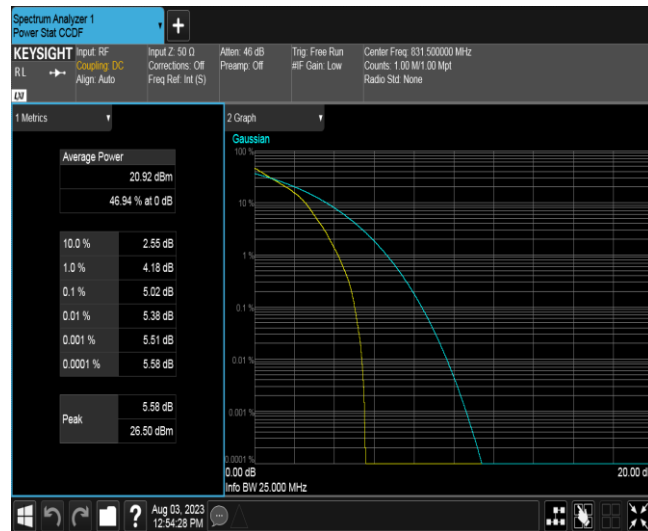 Spectrum Analyzer 1
Power Stat CCDF
+
KEYSIGHT
RL
LXI
Input: RF
Coupling: DC
Align: Auto
Input Z: 50 Ω
Corrections: Off
Freq Ref: Int (S)
Atten: 46 dB
Preamp: Off
Trig: Free Run
#IF Gain: Low
Center Freq: 831.500000 MHz
Counts: 1.00 M/1.00 Mpt
Radio Std: None
1 Metrics
Average Power
20.92 dBm
46.94 % at 0 dB
10.0 % 2.55 dB
1.0 % 4.18 dB
0.1 % 5.02 dB
0.01 % 5.38 dB
0.001 % 5.51 dB
0.0001 % 5.58 dB
Peak
5.58 dB
26.50 dBm
2 Graph
Gaussian
100 %
10 %
1 %
0.1 %
0.01 %
0.001 %
0.0001 %
0.00 dB
20.00 d
Info BW 25.000 MHz
?
Aug 03, 2023
12:54:28 PM